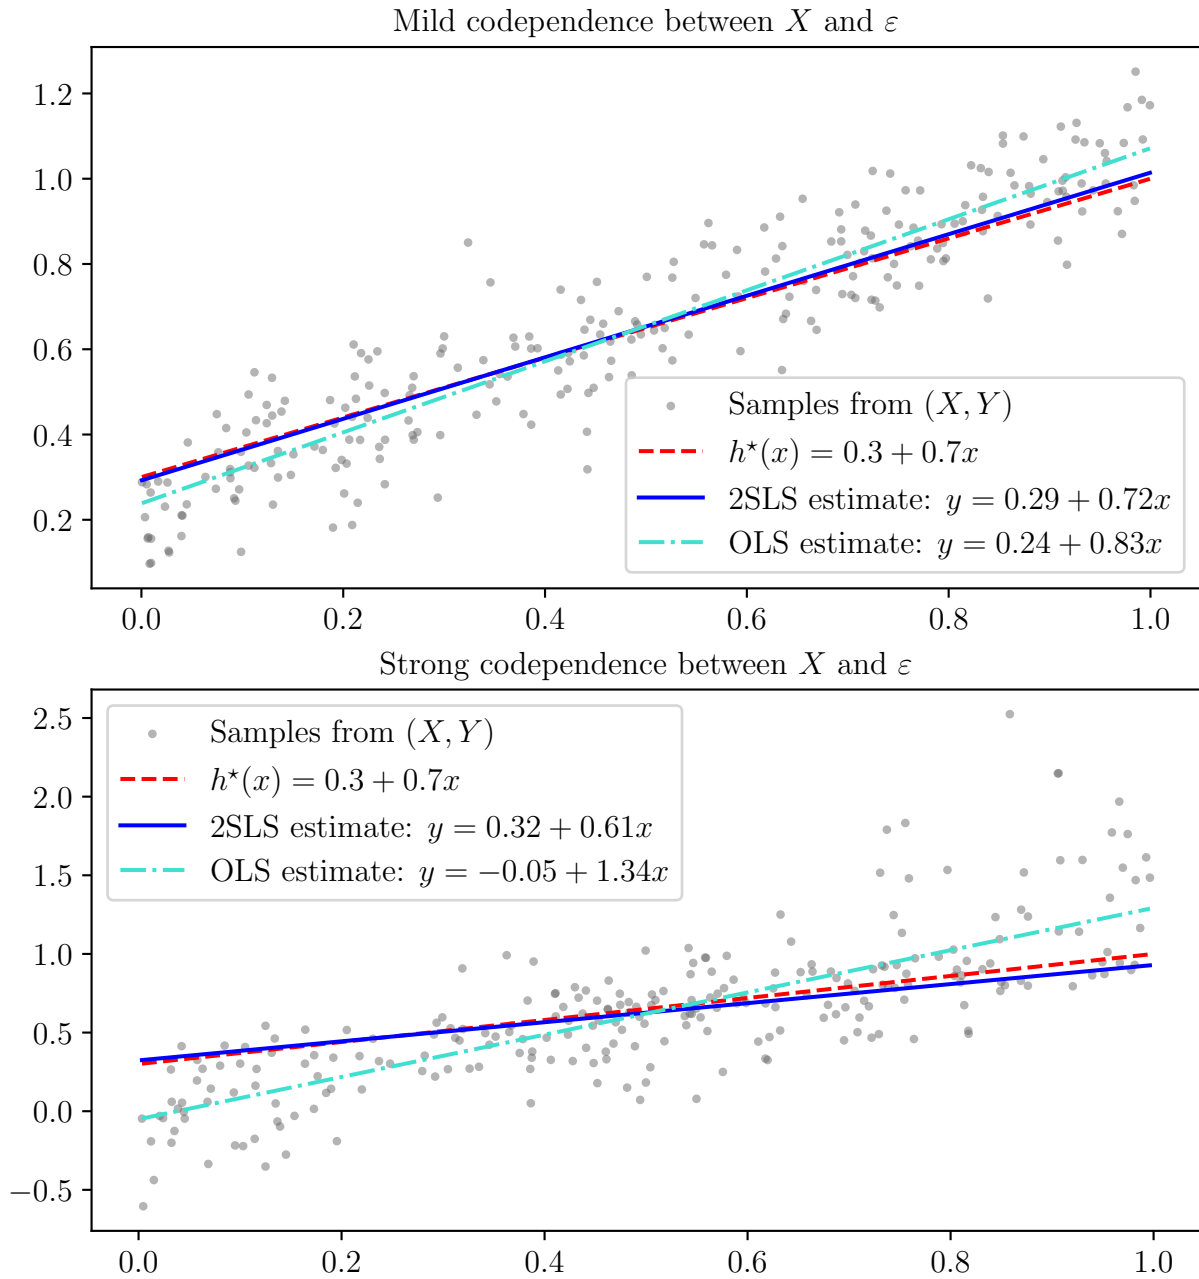 Mild codependence between X and ε
1.2
1.0
0.8
0.6
0.4
0.2
Samples from (X, Y)
h⋆(x) = 0.3 + 0.7x
2SLS estimate: y = 0.29 + 0.72x
OLS estimate: y = 0.24 + 0.83x
0.0 0.2 0.4 0.6 0.8 1.0
Strong codependence between X and ε
2.5
2.0
1.5
1.0
0.5
0.0
−0.5
Samples from (X, Y)
h⋆(x) = 0.3 + 0.7x
2SLS estimate: y = 0.32 + 0.61x
OLS estimate: y = −0.05 + 1.34x
0.0 0.2 0.4 0.6 0.8 1.0